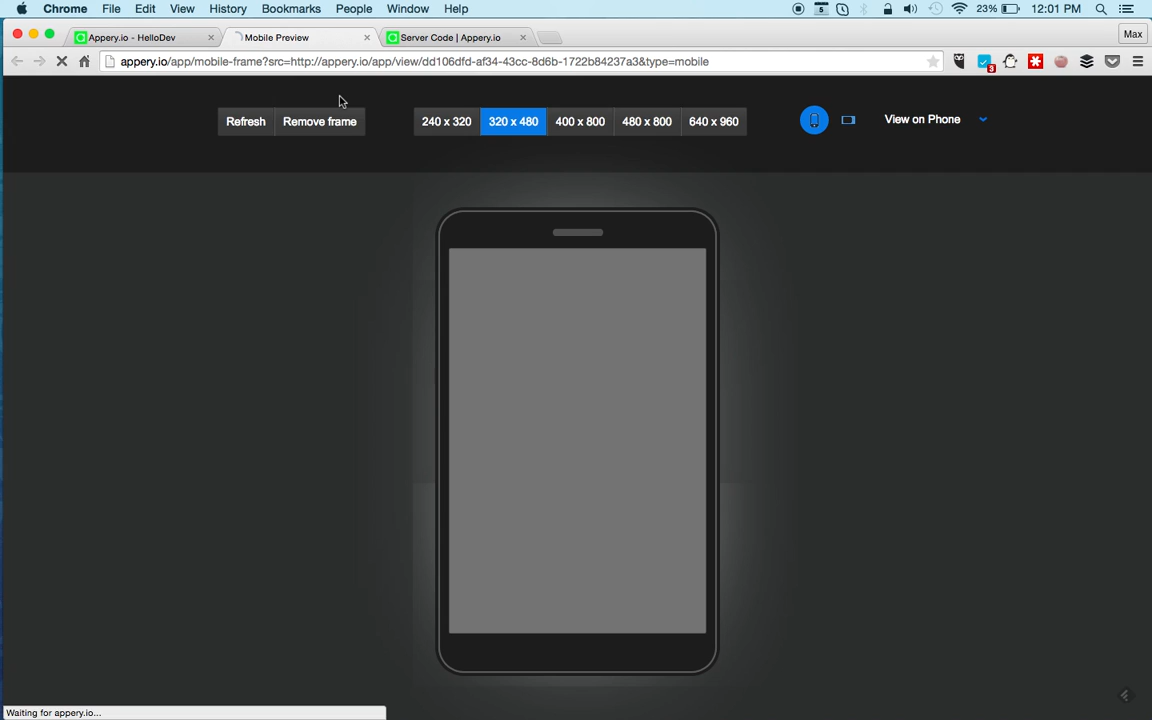 Chrome File Edit View History Bookmarks People Window Help 5 23% 12:01 PM
Appery.io - HelloDev Mobile Preview Server Code | Appery.io Max
appery.io/app/mobile-frame?src=http://appery.io/app/view/dd106dfd-af34-43cc-8d6b-1722b84237a3&type=mobile 3
Refresh Remove frame 240 x 320 320 x 480 400 x 800 480 x 800 640 x 960 View on Phone
Waiting for appery.io...